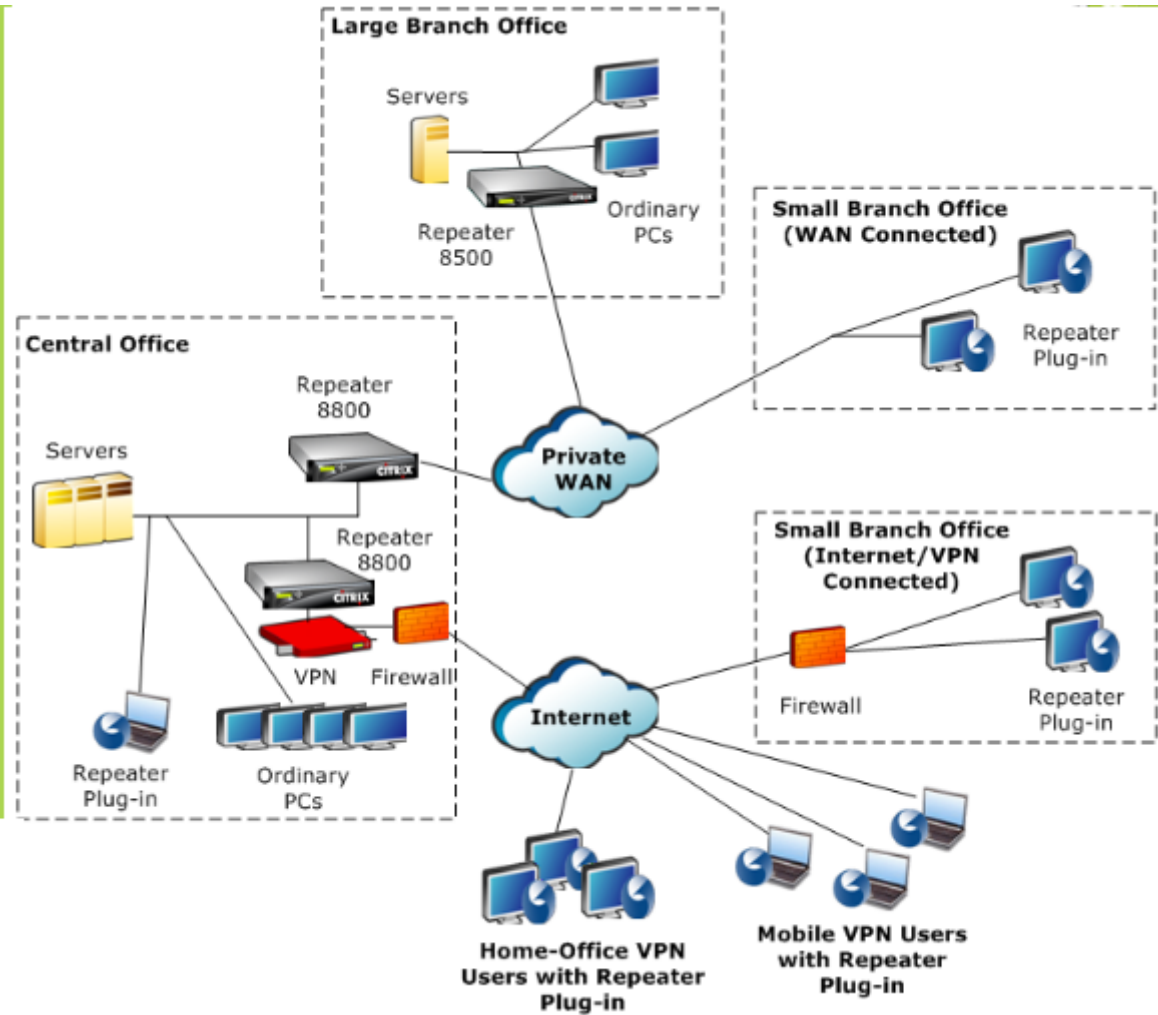 Large Branch Office
Servers
CITRIX
Repeater
8500
Ordinary
PCs
Small Branch Office
(WAN Connected)
Repeater
Plug-in
Central Office
Repeater
8800
CITRIX
Servers
Private
WAN
Repeater
8800
CITRIX
VPN
Firewall
Repeater
Plug-in
Ordinary
PCs
Small Branch Office
(Internet/VPN
Connected)
Firewall
Repeater
Plug-in
Internet
Home-Office VPN
Users with Repeater
Plug-in
Mobile VPN Users
with Repeater
Plug-in